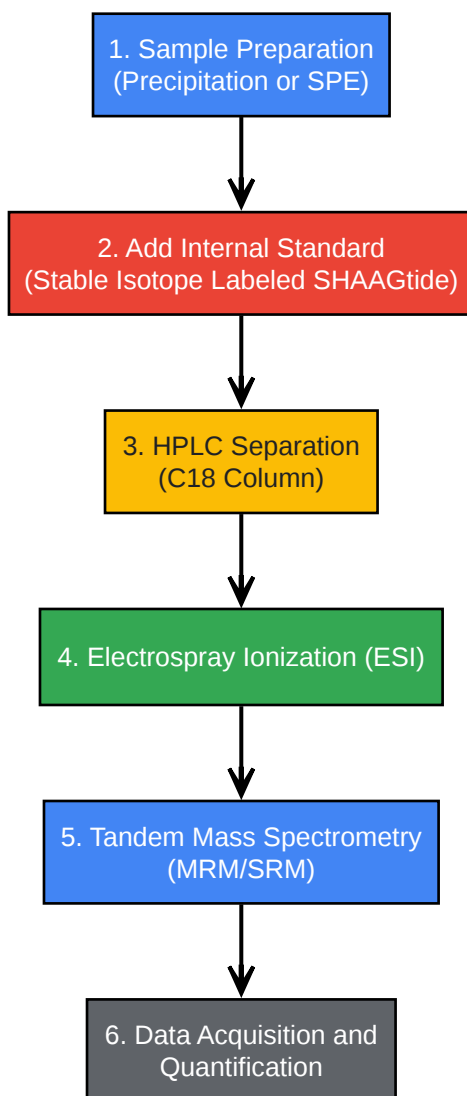 1. Sample Preparation
(Precipitation or SPE)
2. Add Internal Standard
(Stable Isotope Labeled SHAAGtide)
3. HPLC Separation
(C18 Column)
4. Electrospray Ionization (ESI)
5. Tandem Mass Spectrometry
(MRM/SRM)
6. Data Acquisition and
Quantification